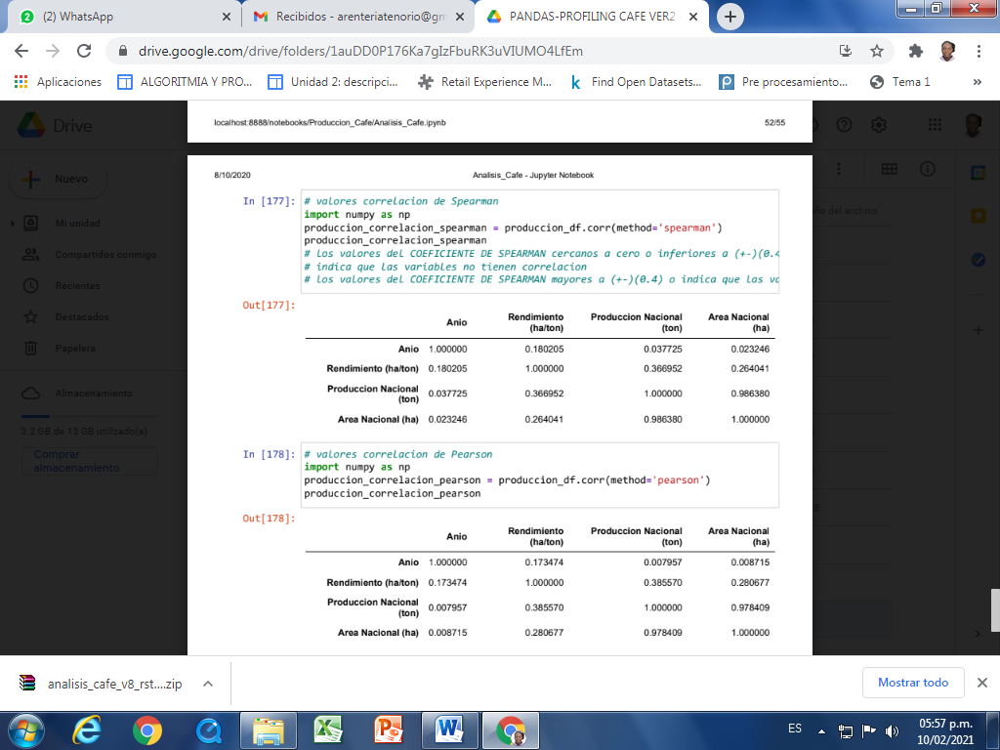 (2) WhatsApp
Recibidos - arenteriatenorio@gm
PANDAS-PROFILING CAFE VER2
drive.google.com/drive/folders/1auDD0P176Ka7gIzFbuRK3uVIUMO4LfEm
Aplicaciones
ALGORITMIA Y PRO...
Unidad 2: descripci...
Retail Experience M...
Find Open Datasets...
Pre procesamiento...
Tema 1
»
Drive
Nuevo
Mi unidad
Compartidos conmigo
Recientes
Destacados
Papelera
Almacenamiento
3.2 GB de 15 GB utilizado(s)
Comprar
almacenamiento
ño del archivo
localhost:8888/notebooks/Produccion_Cafe/Analisis_Cafe.ipynb 52/55
8/10/2020 Analisis_Cafe - Jupyter Notebook
In [177]: # valores correlacion de Spearman
import numpy as np
produccion_correlacion_spearman = produccion_df.corr(method='spearman')
produccion_correlacion_spearman
# los valores del COEFICIENTE DE SPEARMAN cercanos a cero o inferiores a (+-)(0.4
# indica que las variables no tienen correlacion
# los valores del COEFICIENTE DE SPEARMAN mayores a (+-)(0.4) o indica que las va
Out[177]:
Anio Rendimiento (ha/ton) Produccion Nacional (ton) Area Nacional (ha)
Anio 1.000000 0.180205 0.037725 0.023246
Rendimiento (ha/ton) 0.180205 1.000000 0.366952 0.264041
Produccion Nacional (ton) 0.037725 0.366952 1.000000 0.986380
Area Nacional (ha) 0.023246 0.264041 0.986380 1.000000
In [178]: # valores correlacion de Pearson
import numpy as np
produccion_correlacion_pearson = produccion_df.corr(method='pearson')
produccion_correlacion_pearson
Out[178]:
Anio Rendimiento (ha/ton) Produccion Nacional (ton) Area Nacional (ha)
Anio 1.000000 0.173474 0.007957 0.008715
Rendimiento (ha/ton) 0.173474 1.000000 0.385570 0.280677
Produccion Nacional (ton) 0.007957 0.385570 1.000000 0.978409
Area Nacional (ha) 0.008715 0.280677 0.978409 1.000000
analisis_cafe_v8_rst....zip
Mostrar todo
ES
05:57 p.m.
10/02/2021